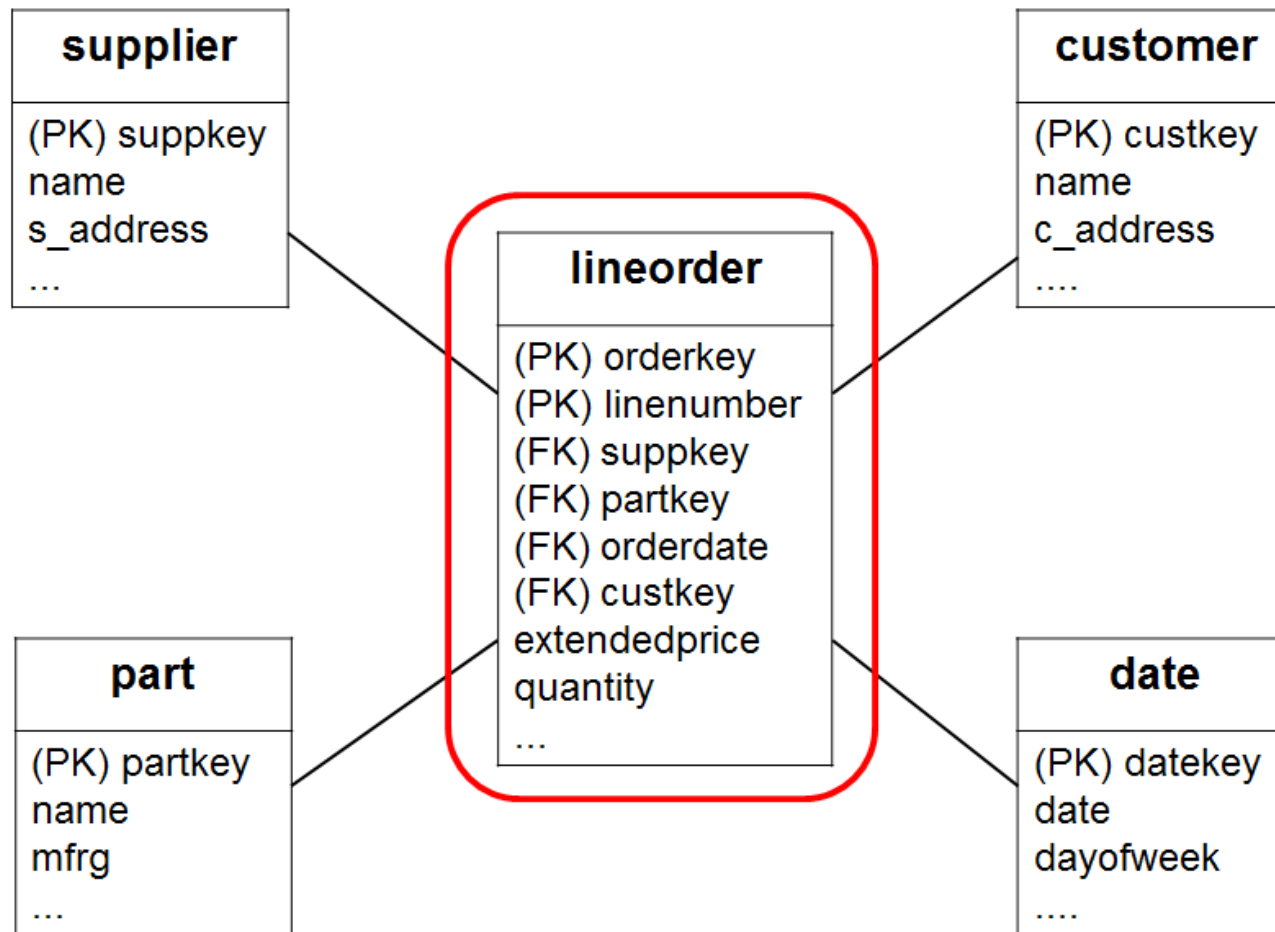 supplier
(PK) suppkey
name
s_address
...
customer
(PK) custkey
name
c_address
....
lineorder
(PK) orderkey
(PK) linenumber
(FK) suppkey
(FK) partkey
(FK) orderdate
(FK) custkey
extendedprice
quantity
...
part
(PK) partkey
name
mfrg
...
date
(PK) datekey
date
dayofweek
....